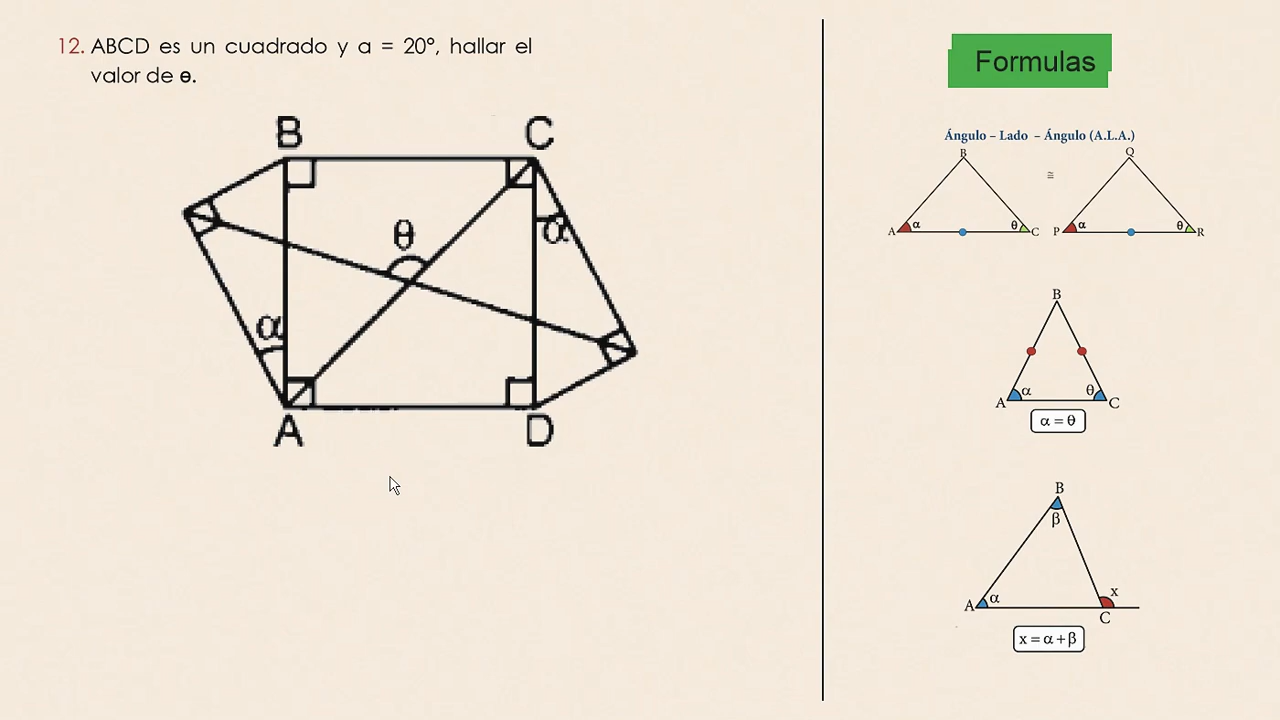 12. ABCD es un cuadrado y a = 20°, hallar el
valor de ɵ.
B
C
θ
α
α
A
D
Formulas
Ángulo – Lado – Ángulo (A.L.A.)
B
Q
≅
A
α
θ
C
P
α
θ
R
B
A
α
θ
C
α = θ
B
β
A
α
x
C
x = α + β